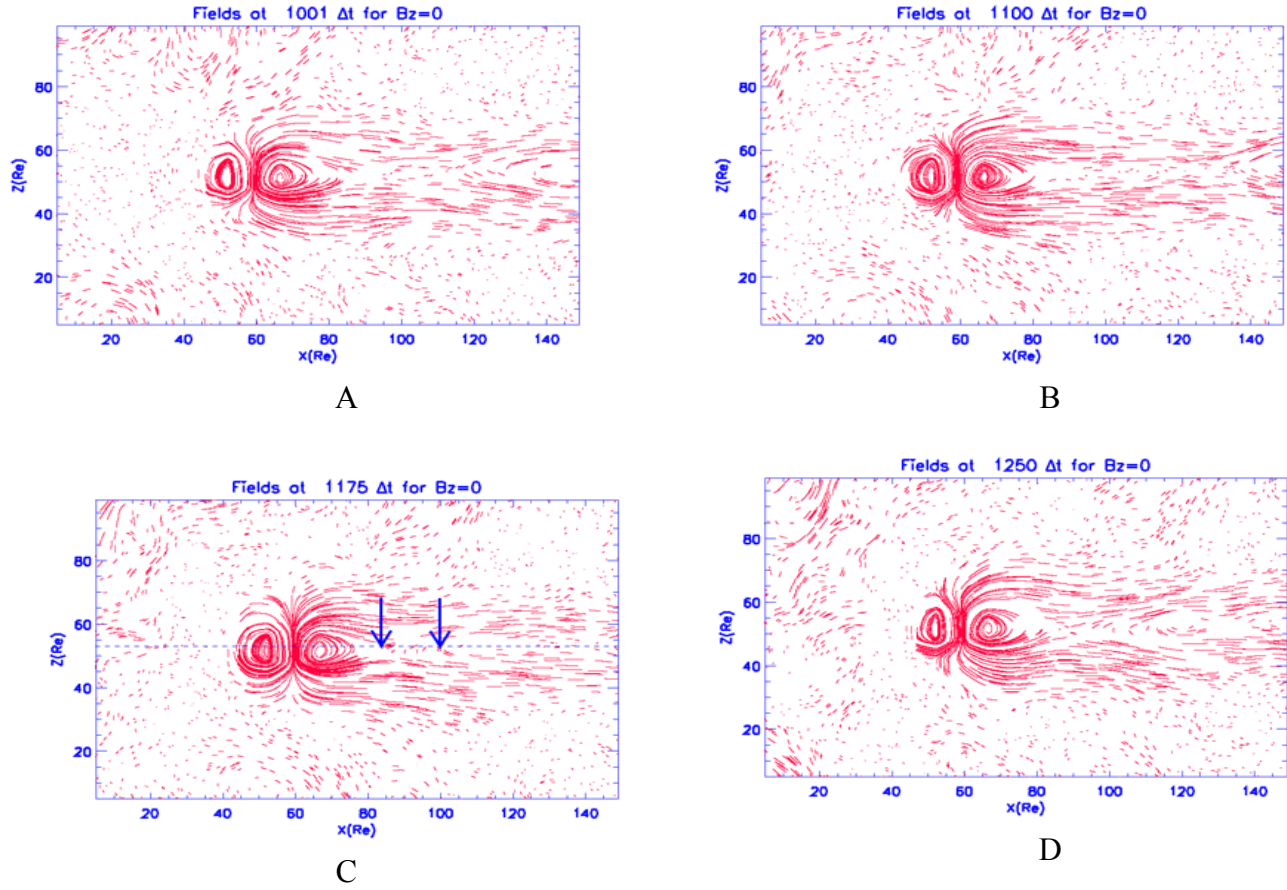 Fields at 1001 Δt for Bz=0
Z(Re)
80
60
40
20
20 40 60 80 100 120 140
X(Re)
A
Fields at 1100 Δt for Bz=0
Z(Re)
80
60
40
20
20 40 60 80 100 120 140
X(Re)
B
Fields at 1175 Δt for Bz=0
Z(Re)
80
60
40
20
20 40 60 80 100 120 140
X(Re)
C
Fields at 1250 Δt for Bz=0
Z(Re)
80
60
40
20
20 40 60 80 100 120 140
X(Re)
D